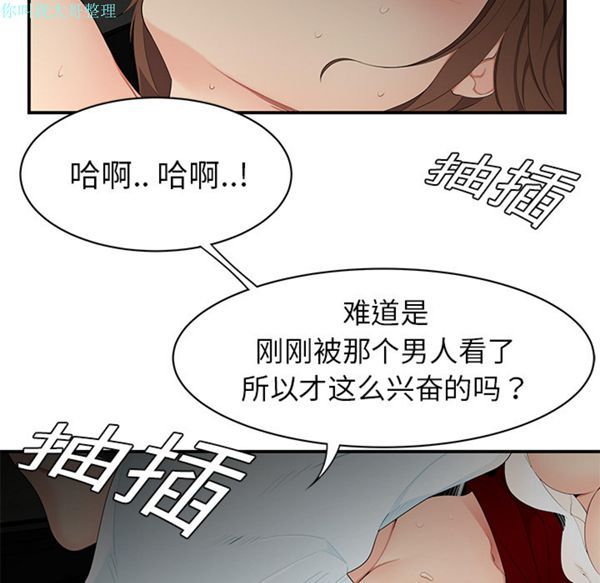 你叫我大哥整理
哈啊.. 哈啊..!
抽插
难道是
刚刚被那个男人看了
所以才这么兴奋的吗？
抽插